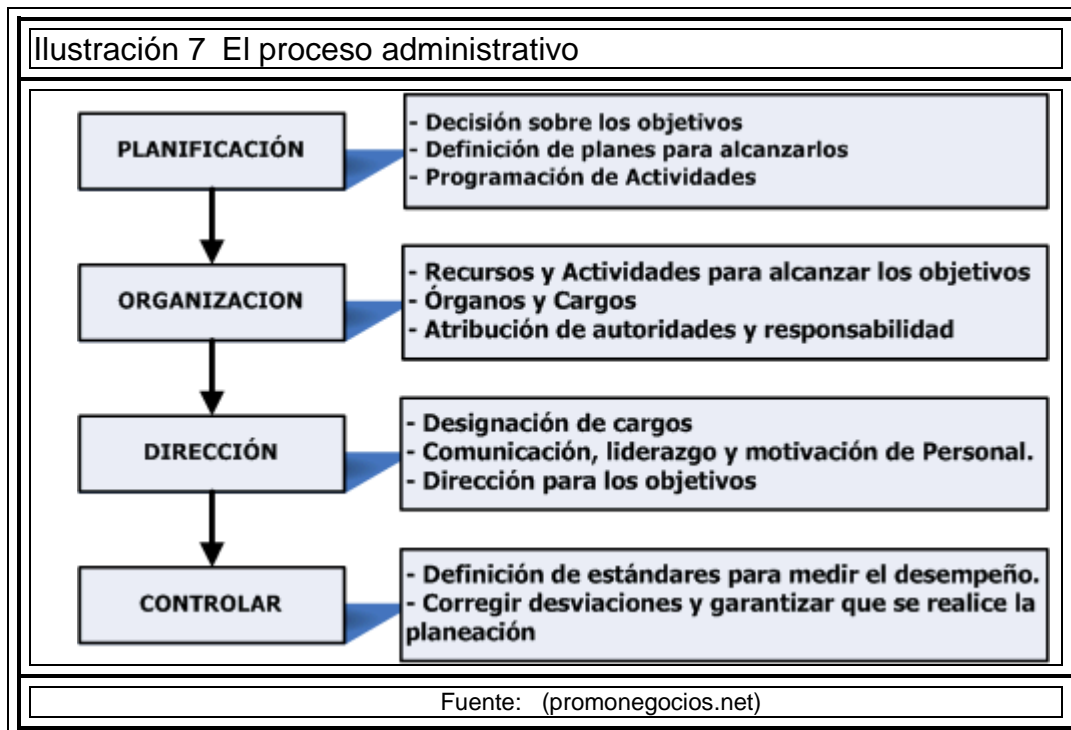 Ilustración 7 El proceso administrativo
PLANIFICACIÓN
- Decisión sobre los objetivos
- Definición de planes para alcanzarlos
- Programación de Actividades
ORGANIZACION
- Recursos y Actividades para alcanzar los objetivos
- Órganos y Cargos
- Atribución de autoridades y responsabilidad
DIRECCIÓN
- Designación de cargos
- Comunicación, liderazgo y motivación de Personal.
- Dirección para los objetivos
CONTROLAR
- Definición de estándares para medir el desempeño.
- Corregir desviaciones y garantizar que se realice la
planeación
Fuente: (promonegocios.net)